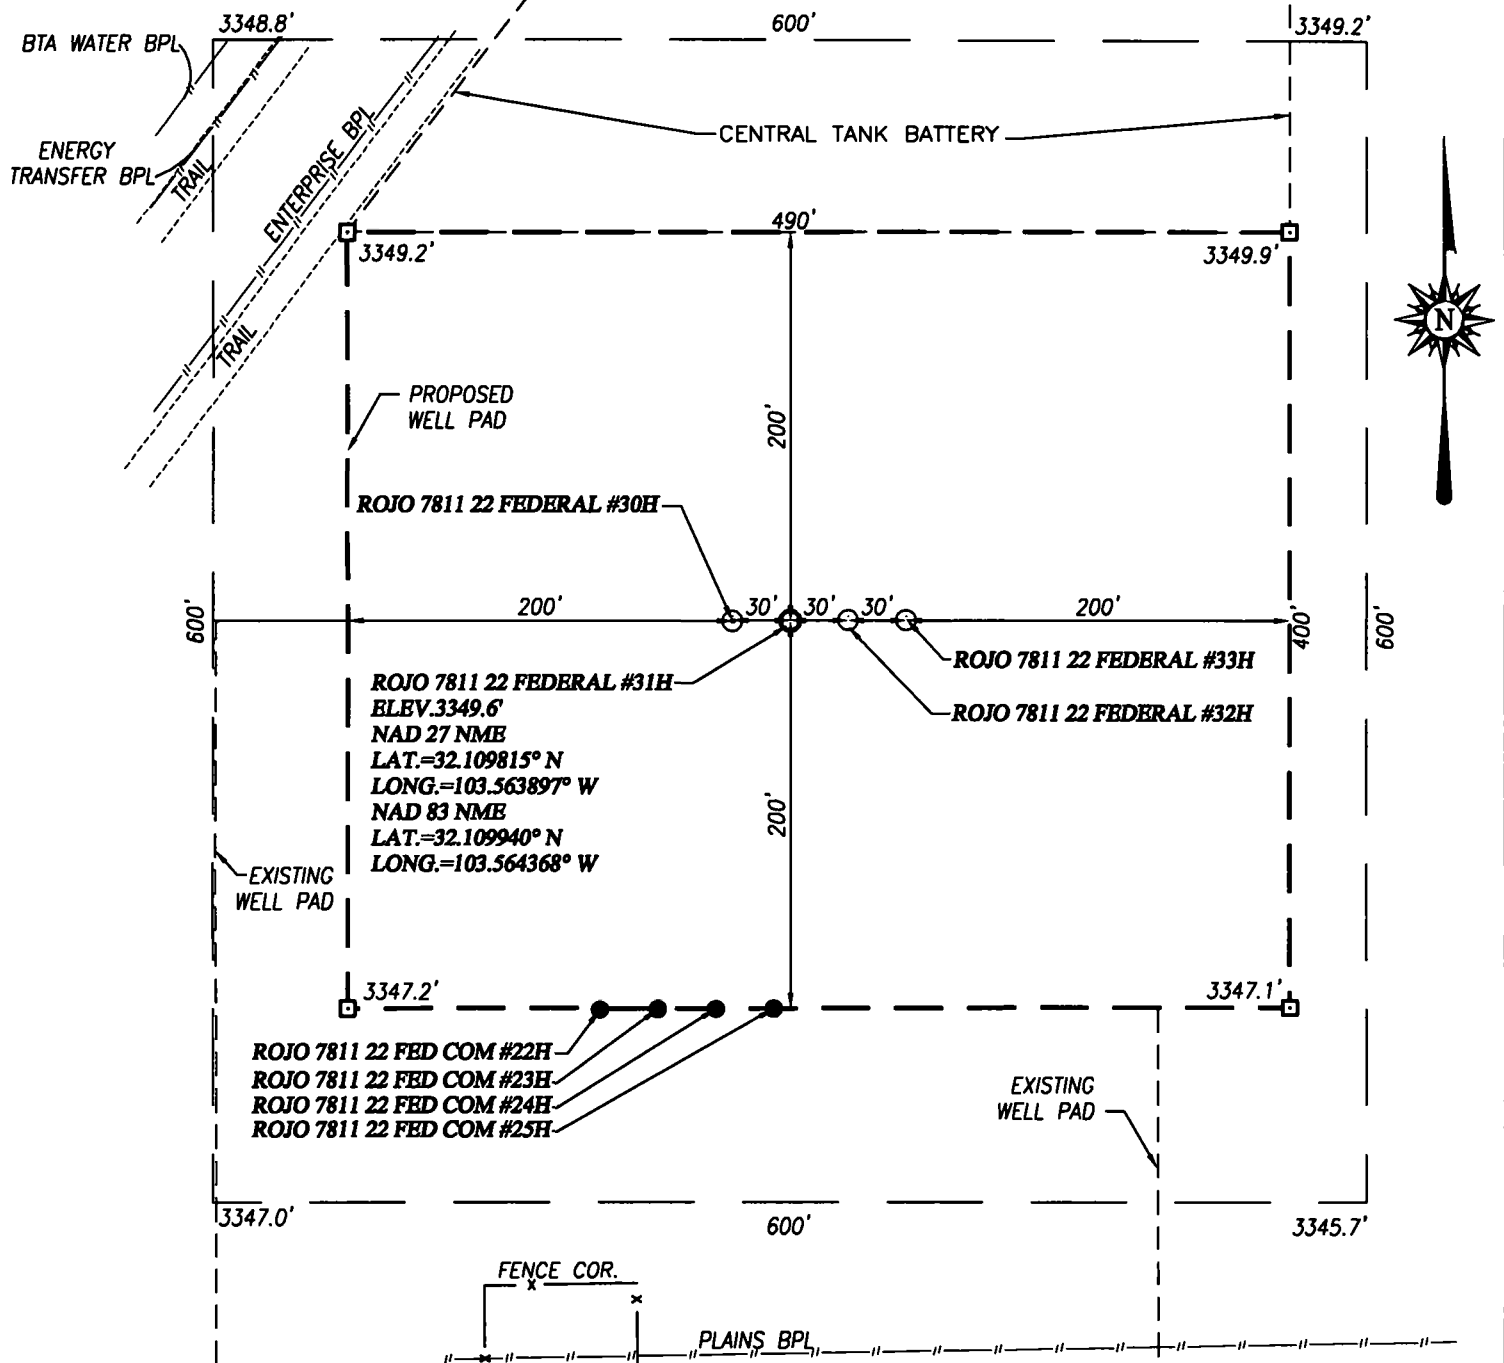 3348.8'
600'
3349.2'
BTA WATER BPL
ENERGY
TRANSFER BPL
TRAIL
ENTERPRISE BPL
CENTRAL TANK BATTERY
490'
3349.2'
3349.9'
N
TRAIL
PROPOSED
WELL PAD
200'
ROJO 7811 22 FEDERAL #30H
600'
200'
30'
30'
30'
200'
400'
600'
ROJO 7811 22 FEDERAL #33H
ROJO 7811 22 FEDERAL #32H
ROJO 7811 22 FEDERAL #31H
ELEV.3349.6'
NAD 27 NME
LAT.=32.109815° N
LONG.=103.563897° W
NAD 83 NME
LAT.=32.109940° N
LONG.=103.564368° W
200'
EXISTING
WELL PAD
3347.2'
3347.1'
ROJO 7811 22 FED COM #22H
ROJO 7811 22 FED COM #23H
ROJO 7811 22 FED COM #24H
ROJO 7811 22 FED COM #25H
EXISTING
WELL PAD
3347.0'
600'
3345.7'
FENCE COR.
PLAINS BPL